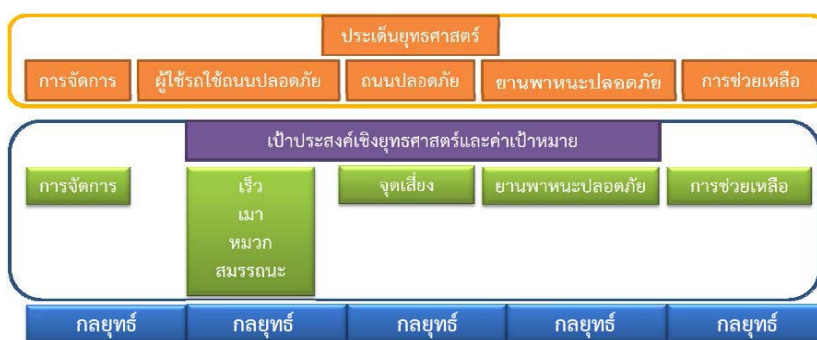 ประเด็นยุทธศาสตร์
การจัดการ ผู้ใช้รถใช้ถนนปลอดภัย ถนนปลอดภัย ยานพาหนะปลอดภัย การช่วยเหลือ
เป้าประสงค์เชิงยุทธศาสตร์และค่าเป้าหมาย
การจัดการ เร็ว จุดเสี่ยง ยานพาหนะปลอดภัย การช่วยเหลือ
เมา
หมวก
สมรรถนะ
กลยุทธ์ กลยุทธ์ กลยุทธ์ กลยุทธ์ กลยุทธ์